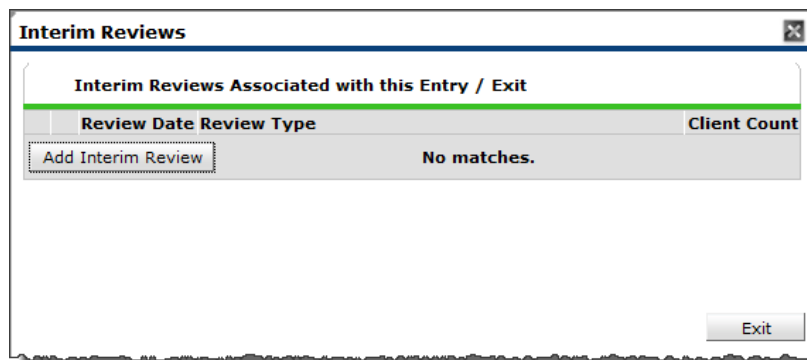 Interim Reviews
Interim Reviews Associated with this Entry / Exit
Review Date Review Type Client Count
Add Interim Review No matches.
Exit